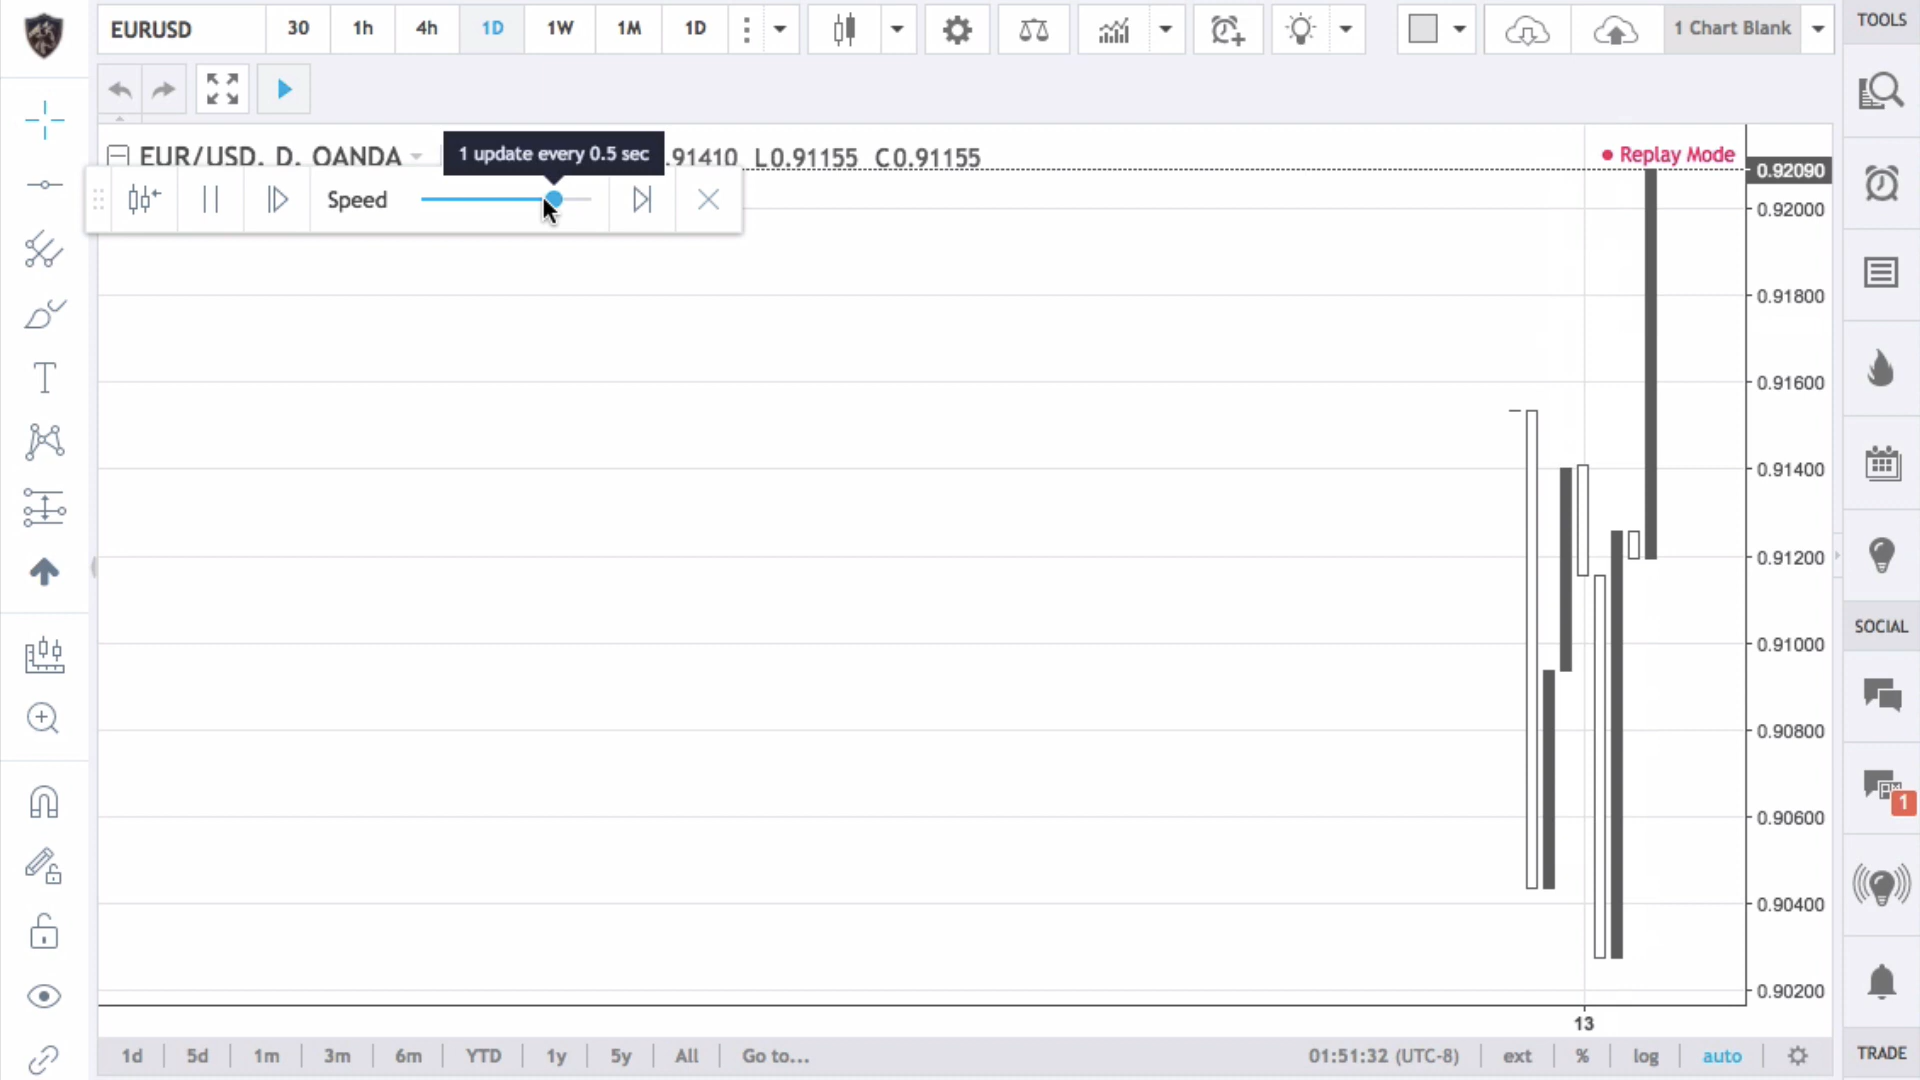 EURUSD 30 1h 4h 1D 1W 1M 1D 1 Chart Blank TOOLS
1 update every 0.5 sec
EUR/USD, D, OANDA .91410 L0.91155 C0.91155
Replay Mode
0.92090
Speed
0.92000
0.91800
0.91600
0.91400
0.91200
0.91000
0.90800
0.90600
0.90400
0.90200
SOCIAL
1
13
1d 5d 1m 3m 6m YTD 1y 5y All Go to... 01:51:32 (UTC-8) ext % log auto
TRADE